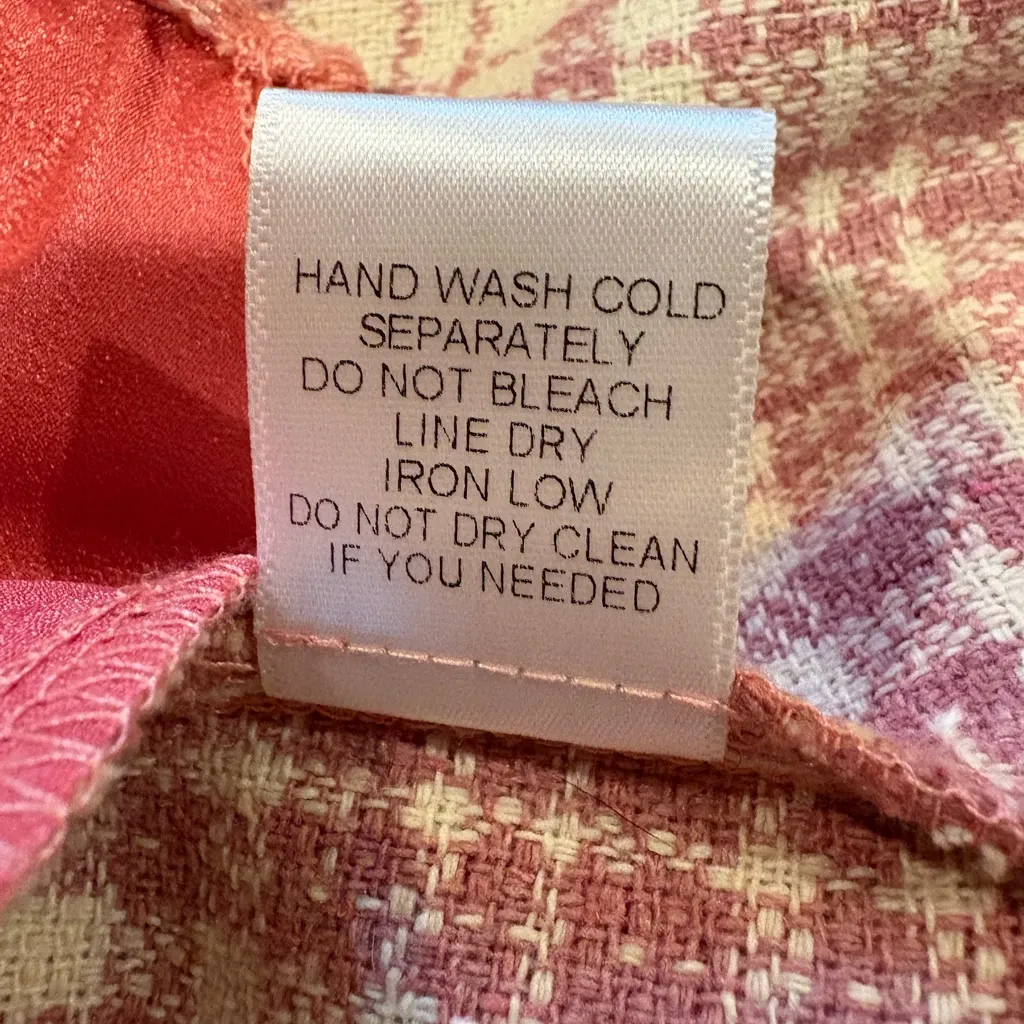 HAND WASH COLD
SEPARATELY
DO NOT BLEACH
LINE DRY
IRON LOW
DO NOT DRY CLEAN
IF YOU NEEDED